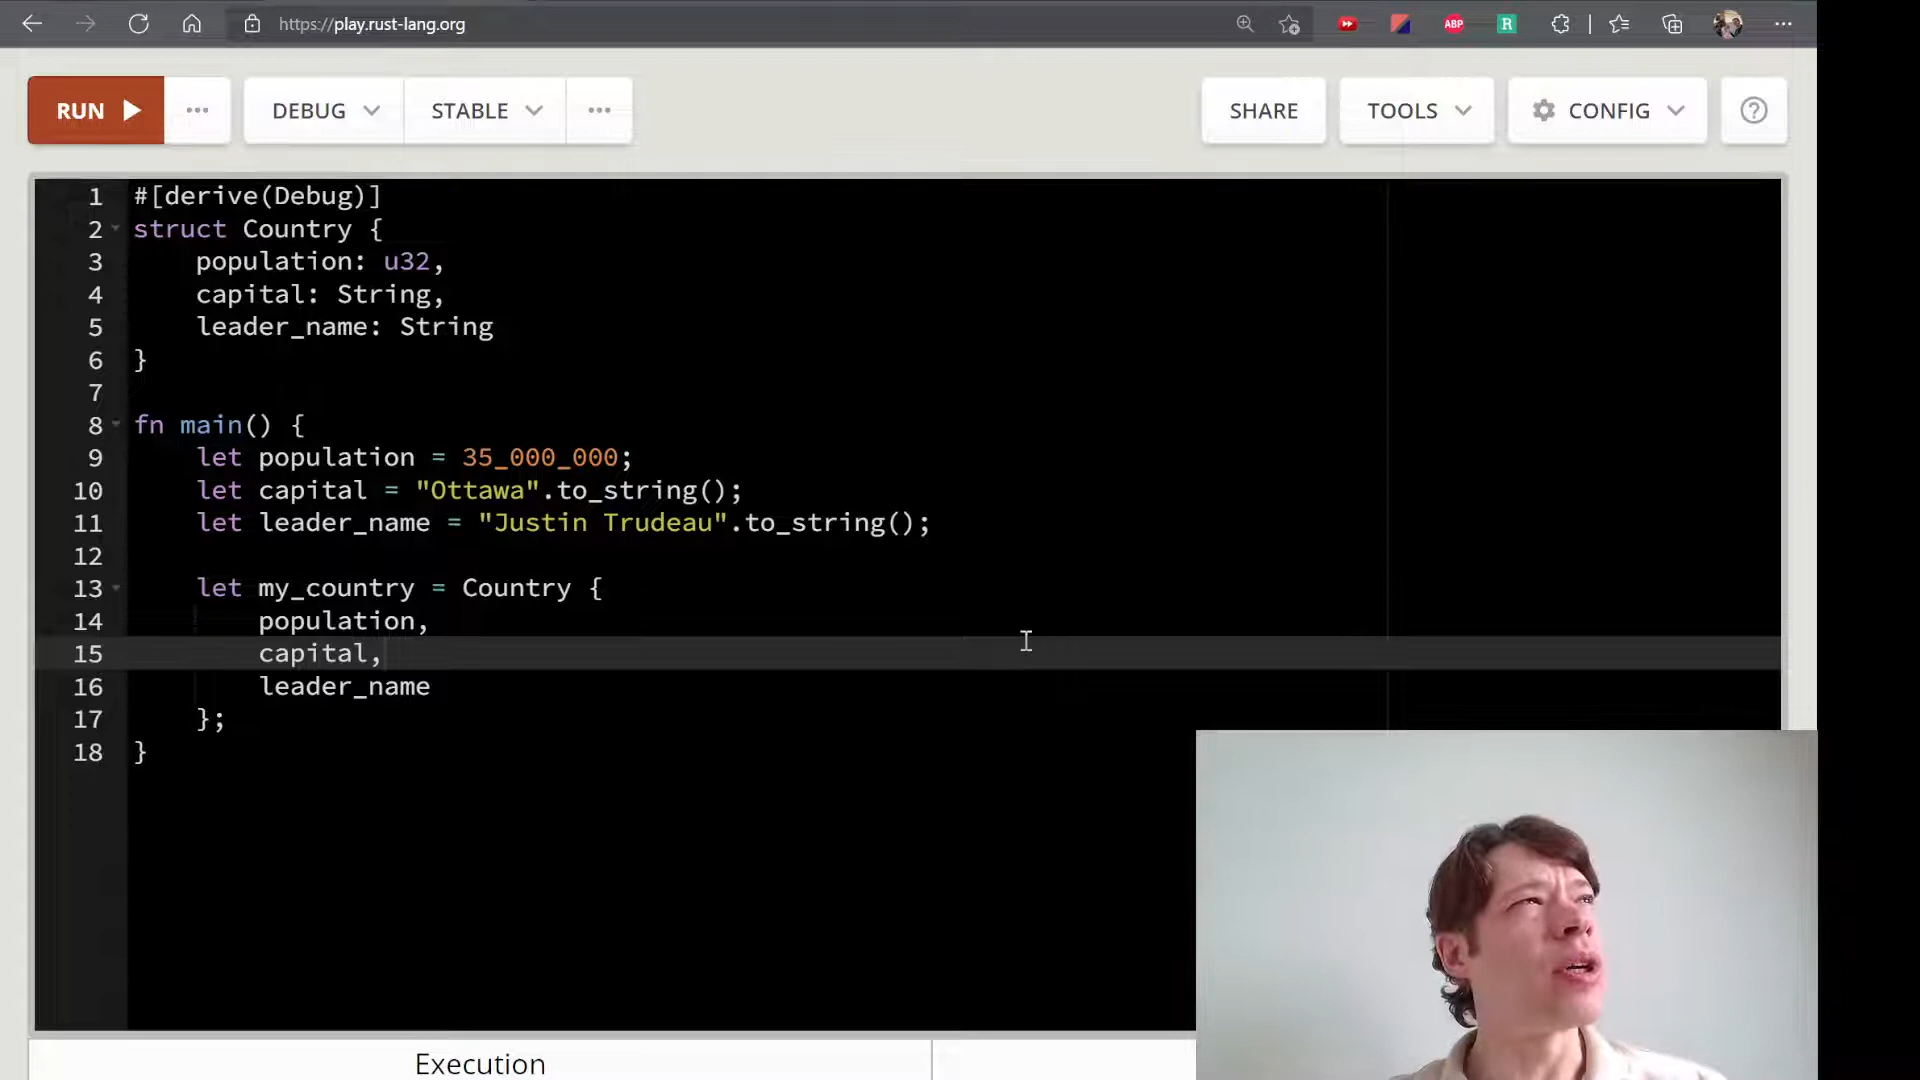 https://play.rust-lang.org
ABP
R
RUN
DEBUG
STABLE
SHARE
TOOLS
CONFIG
1 #[derive(Debug)]
2 struct Country {
3 population: u32,
4 capital: String,
5 leader_name: String
6 }
7
8 fn main() {
9 let population = 35_000_000;
10 let capital = "Ottawa".to_string();
11 let leader_name = "Justin Trudeau".to_string();
12
13 let my_country = Country {
14 population,
15 capital,
16 leader_name
17 };
18 }
Execution